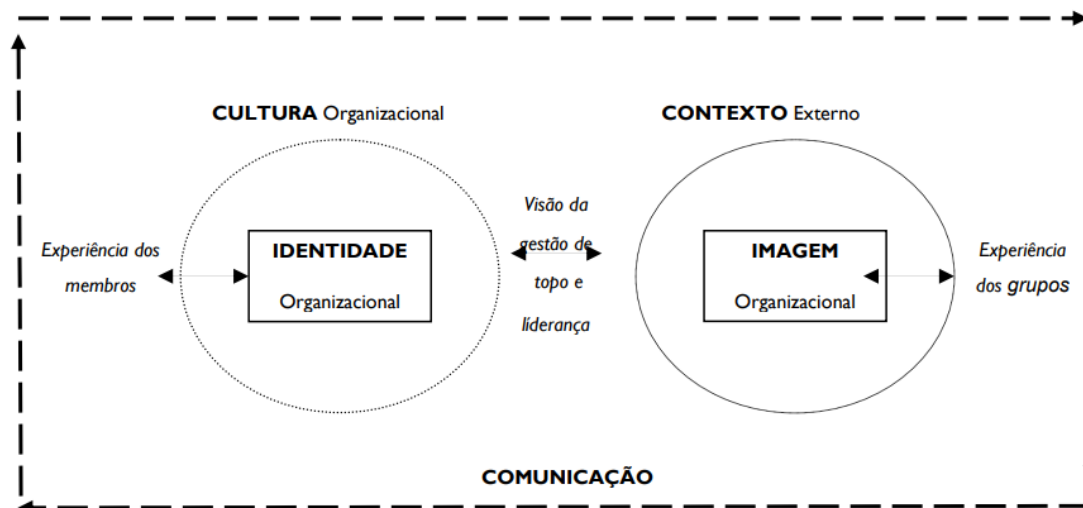 CULTURA Organizacional
CONTEXTO Externo
Experiência dos
membros
IDENTIDADE
Organizacional
Visão da
gestão de
topo e
líderança
IMAGEM
Organizacional
Experiência
dos grupos
COMUNICAÇÃO